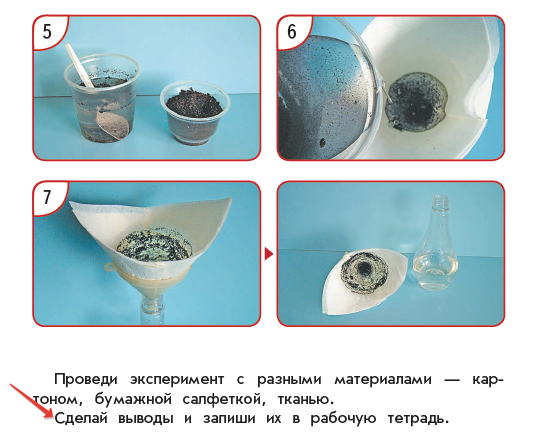 5
6
7
Проведи эксперимент с разными материалами — кар-
тоном, бумажной салфеткой, тканью.
Сделай выводы и запиши их в рабочую тетрадь.